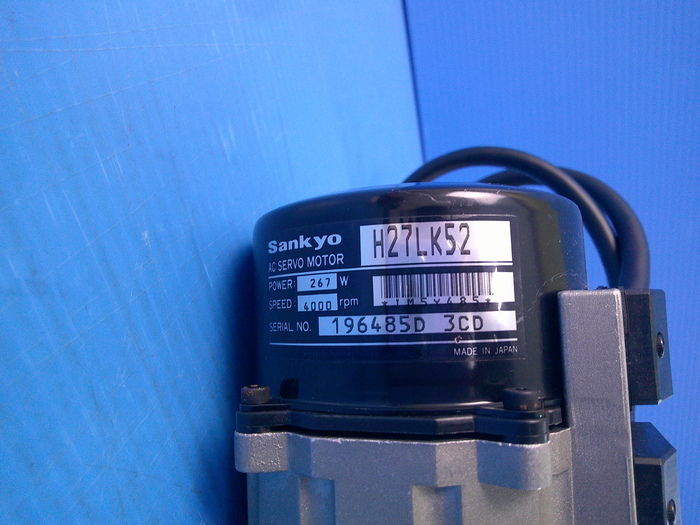 Sankyo
H27LK52
AC SERVO MOTOR
POWER: 267 W
SPEED: 4000 rpm
SERIAL NO. 196485D 3CD
MADE IN JAPAN